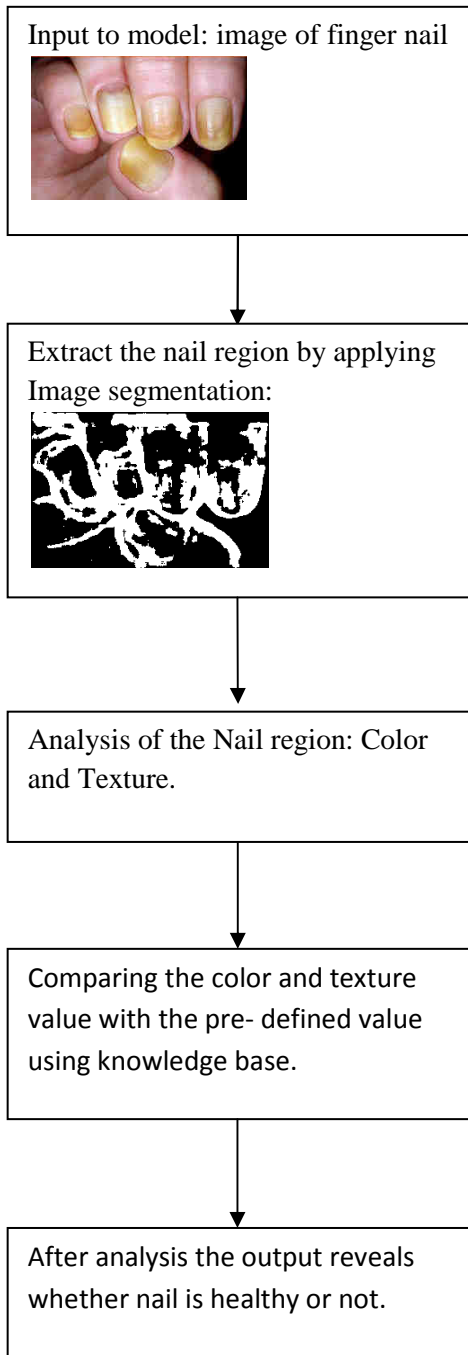 Input to model: image of finger nail
Extract the nail region by applying
Image segmentation:
Analysis of the Nail region: Color
and Texture.
Comparing the color and texture
value with the pre- defined value
using knowledge base.
After analysis the output reveals
whether nail is healthy or not.